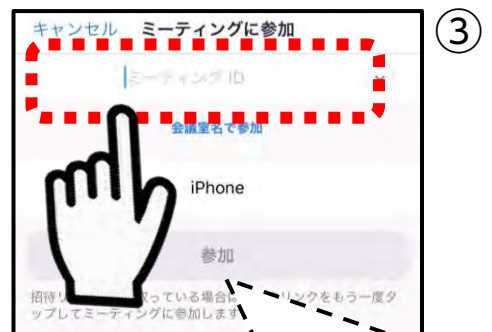 キャンセル ミーティングに参加
③
ミーティング ID
会議室名で参加
iPhone
参加
招待リ 取っている場合は リンクをもう一度タ
ップしてミーティングに参加します